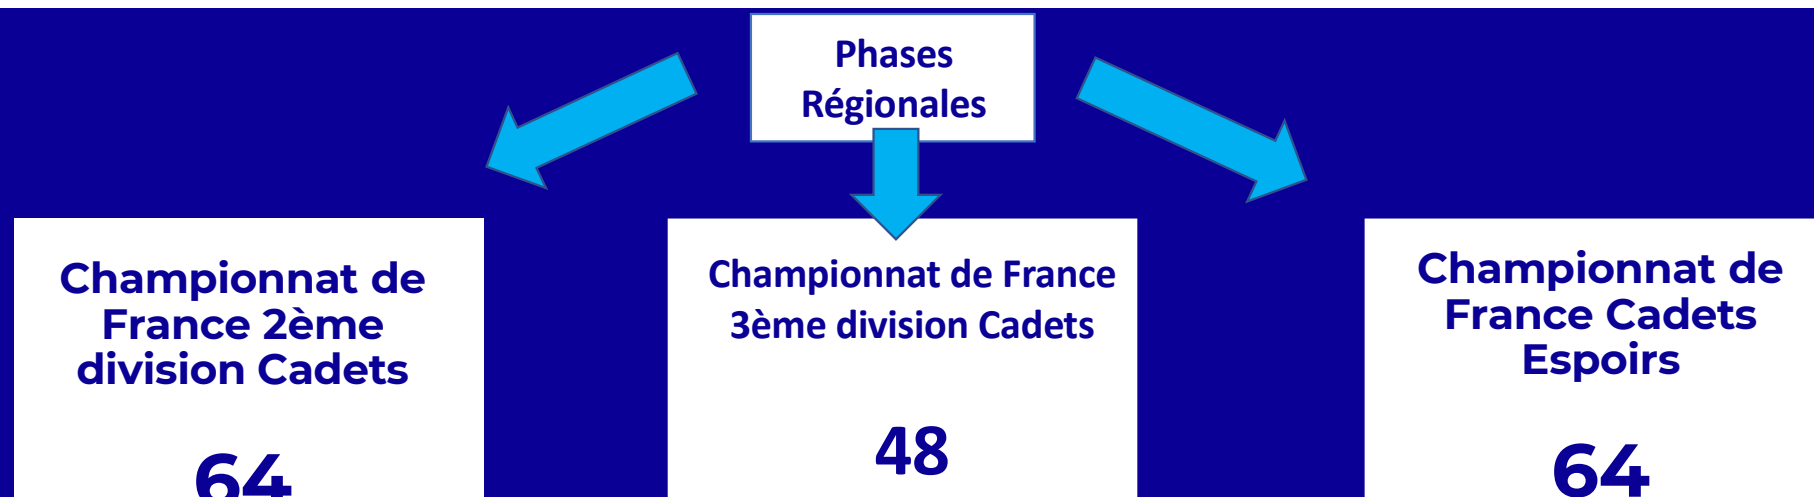 Phases
Régionales
Championnat de
France 2ème
division Cadets
64
Championnat de France
3ème division Cadets
48
Championnat de
France Cadets
Espoirs
64